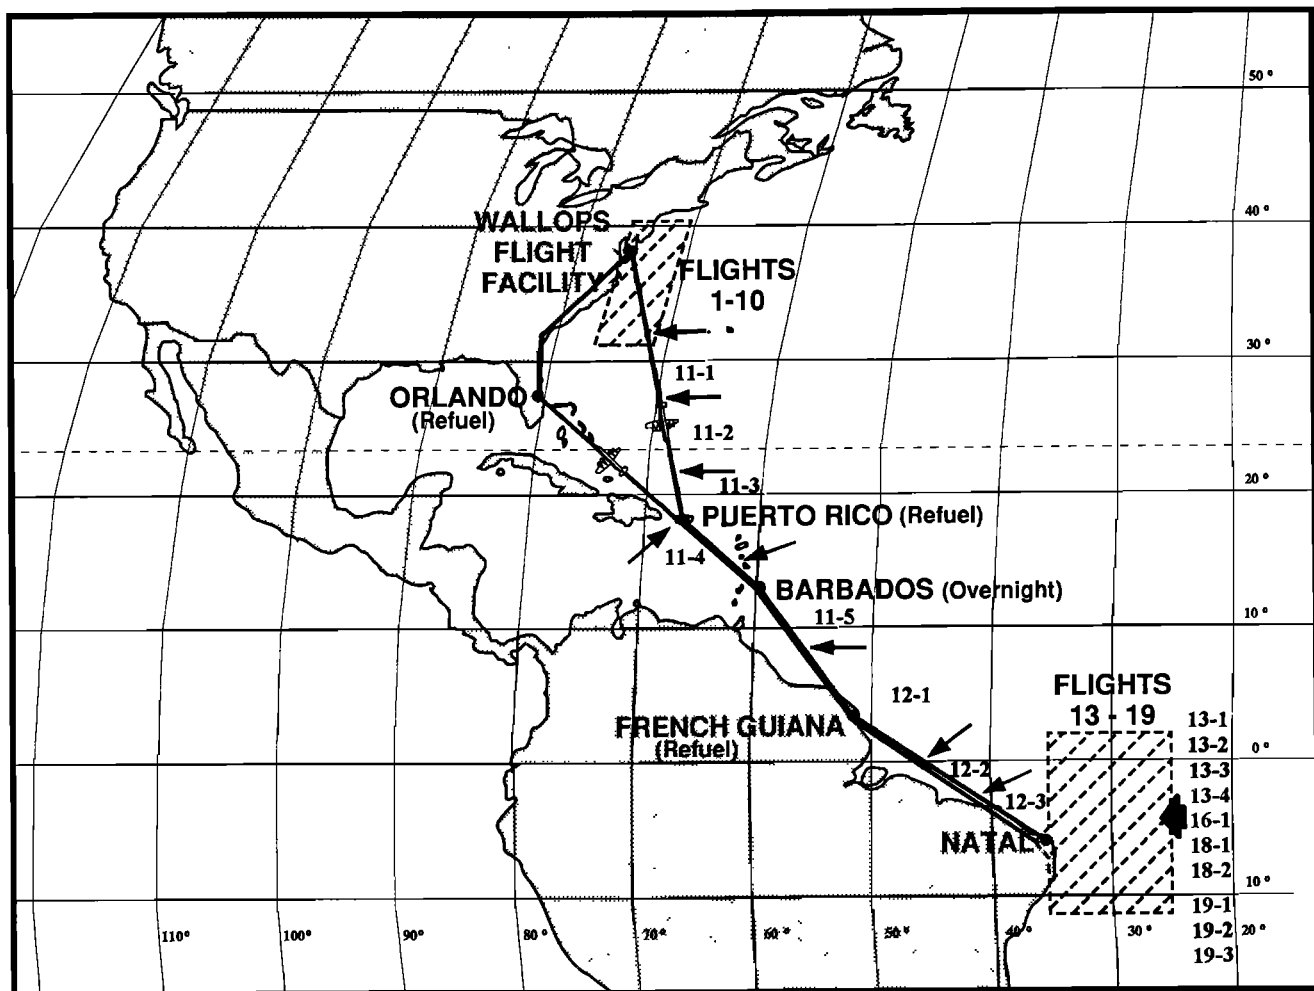 50°
40°
WALLOPS
FLIGHT
FACILITY
FLIGHTS
1-10
30°
11-1
ORLANDO
(Refuel)
11-2
20°
11-3
PUERTO RICO (Refuel)
11-4
BARBADOS (Overnight)
11-5
10°
FLIGHTS
13 - 19
12-1
FRENCH GUIANA
(Refuel)
13-1
13-2
0°
12-2
13-3
12-3
13-4
16-1
NATAL
18-1
18-2
10°
19-1
19-2
19-3
110°
100°
90°
80°
70°
60°
50°
40°
30°
20°